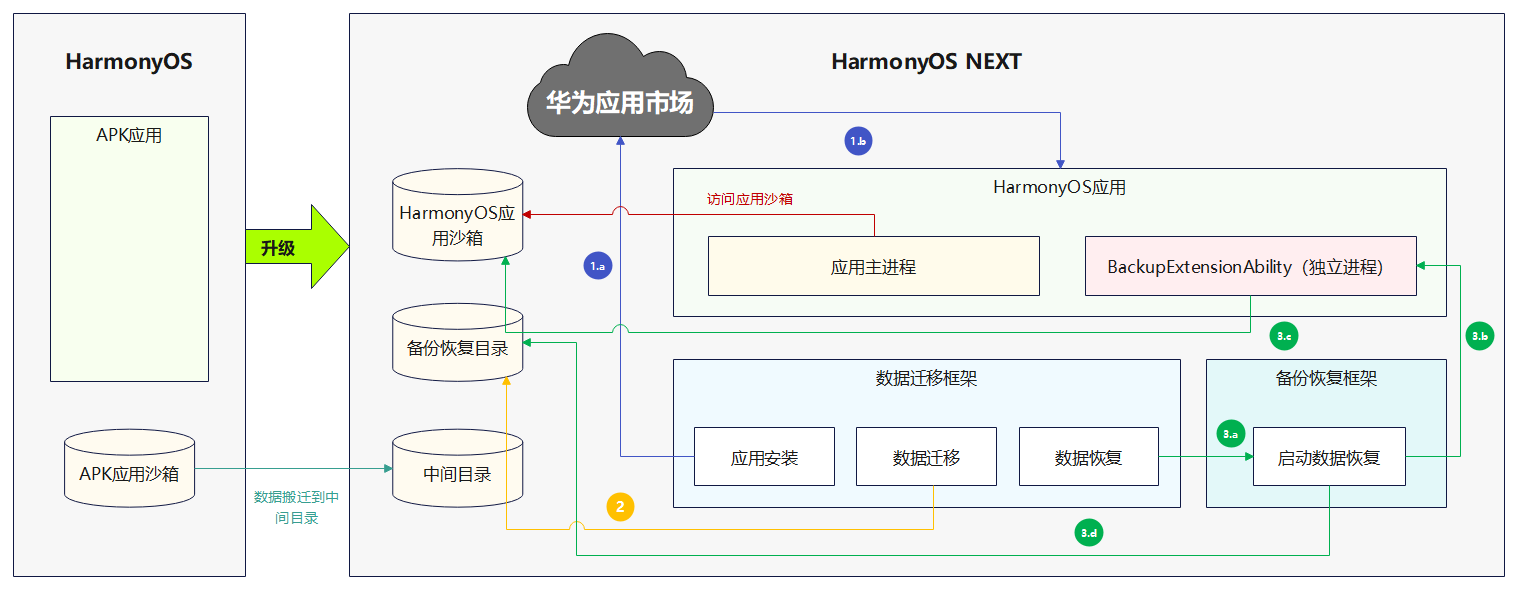 HarmonyOS
APK应用
APK应用沙箱
升级
数据搬迁到中
间目录
HarmonyOS NEXT
华为应用市场
1.b
HarmonyOS应
用沙箱
1.a
备份恢复目录
中间目录
2
HarmonyOS应用
访问应用沙箱
应用主进程
BackupExtensionAbility（独立进程）
3.c
3.b
数据迁移框架
应用安装
数据迁移
数据恢复
备份恢复框架
3.a
启动数据恢复
3.d